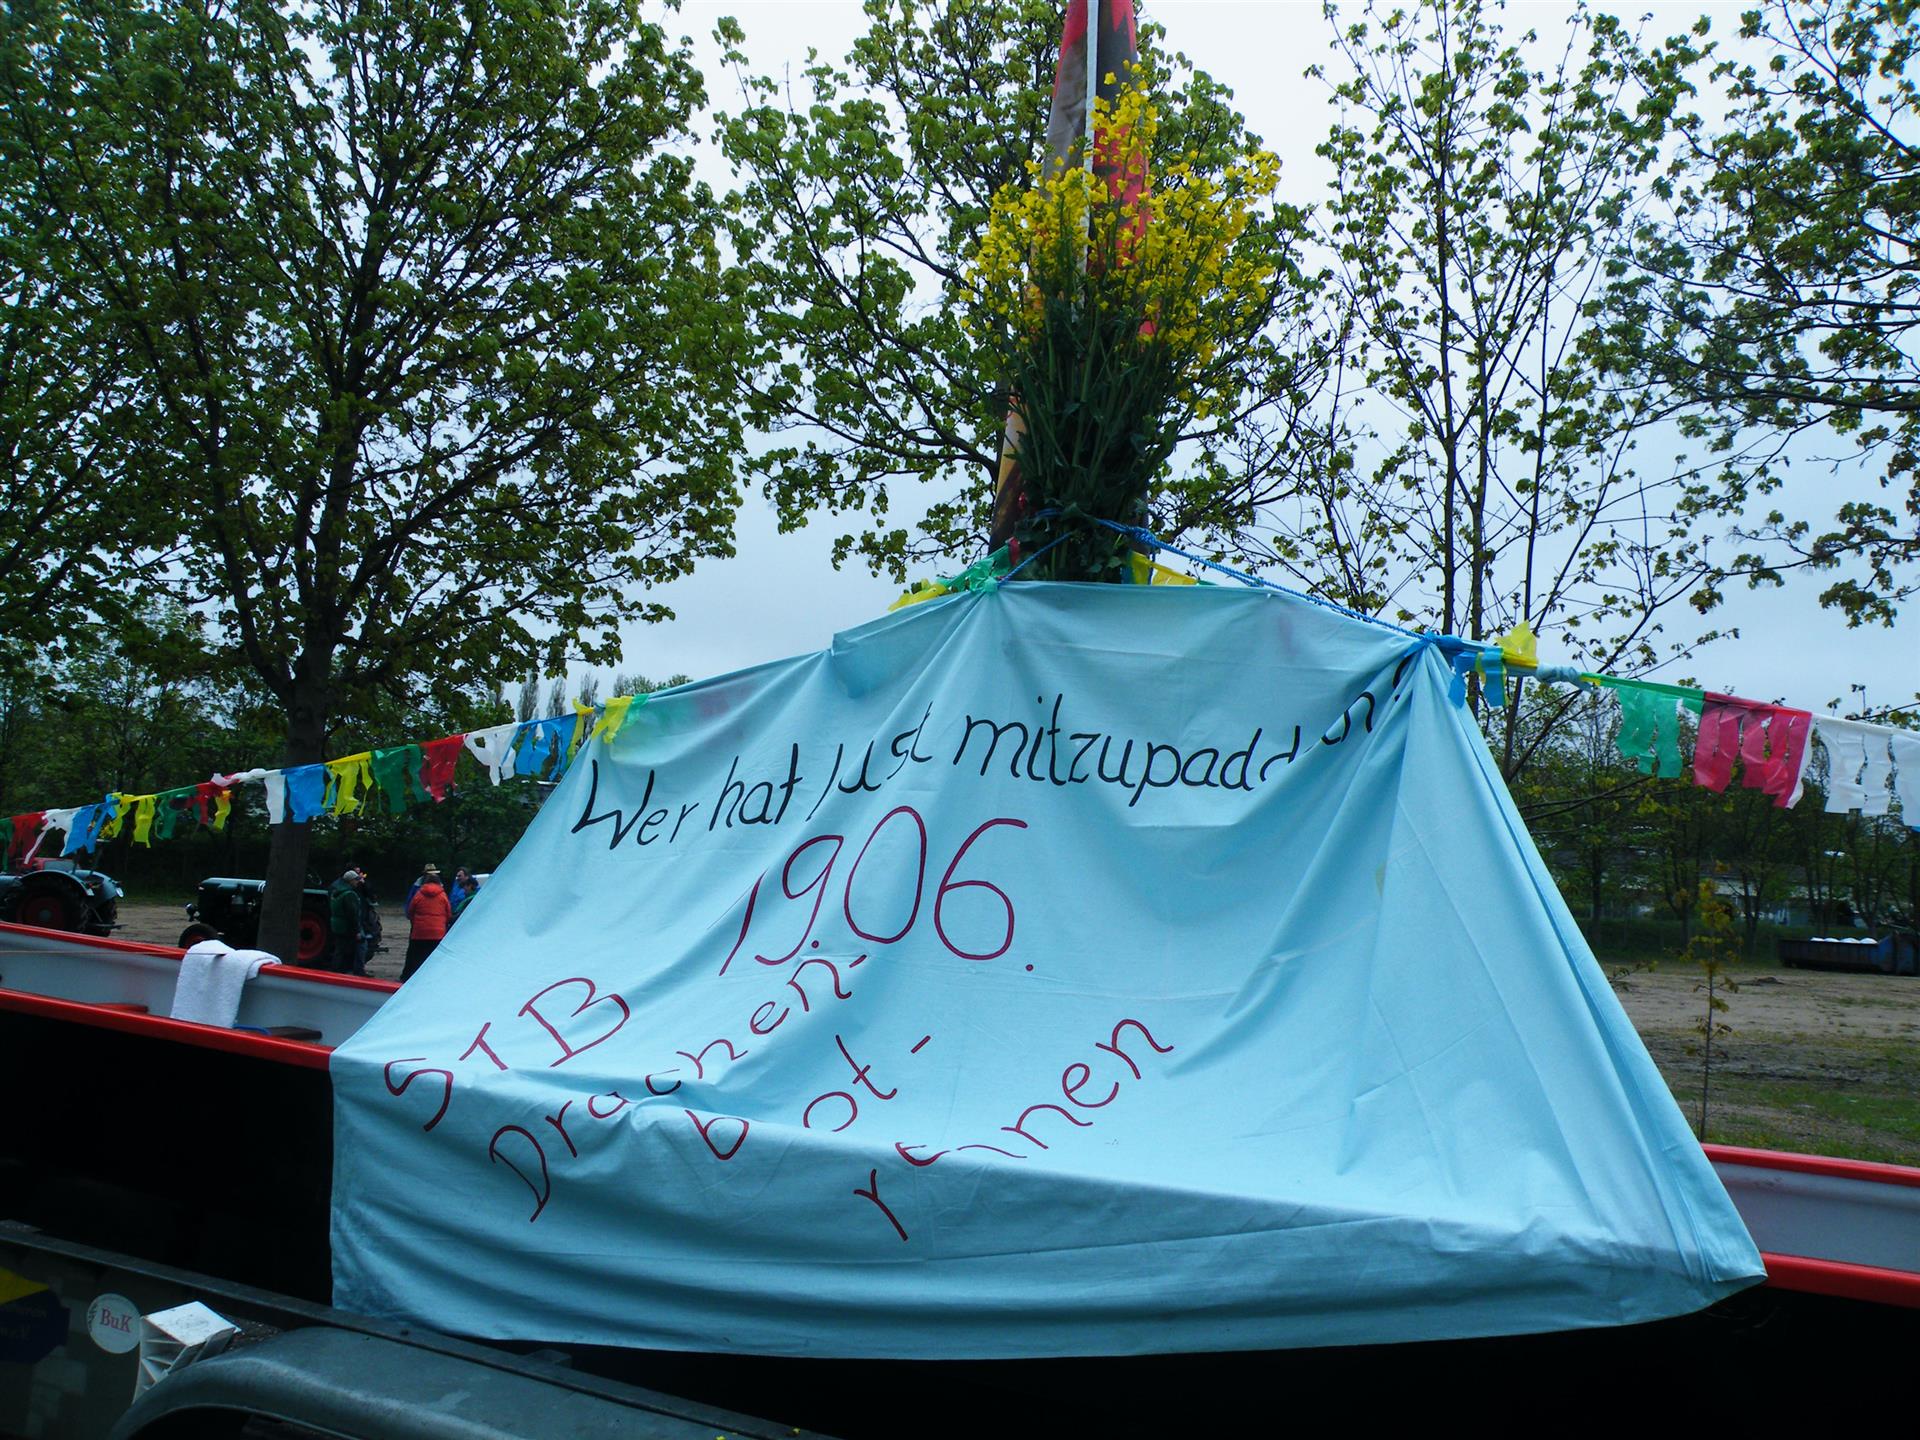 Wer hat lust mitzupaddeln?
19.06.
STB
Drachen-
boot-
rennen
BuK